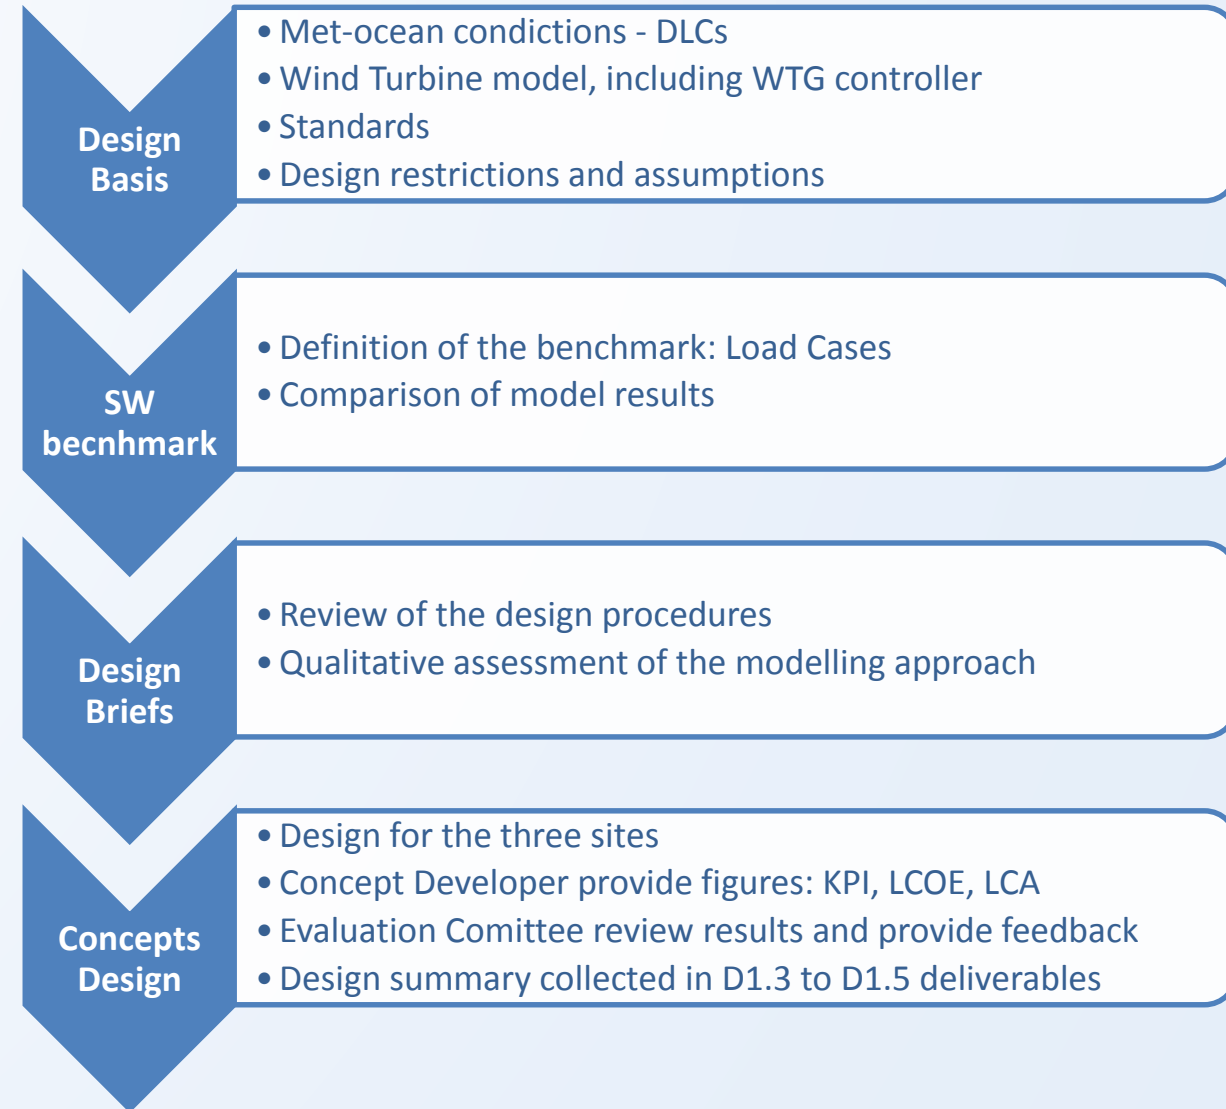 Design
Basis
• Met-ocean condictions - DLCs
• Wind Turbine model, including WTG controller
• Standards
• Design restrictions and assumptions
SW
becnhmark
• Definition of the benchmark: Load Cases
• Comparison of model results
Design
Briefs
• Review of the design procedures
• Qualitative assessment of the modelling approach
Concepts
Design
• Design for the three sites
• Concept Developer provide figures: KPI, LCOE, LCA
• Evaluation Comittee review results and provide feedback
• Design summary collected in D1.3 to D1.5 deliverables